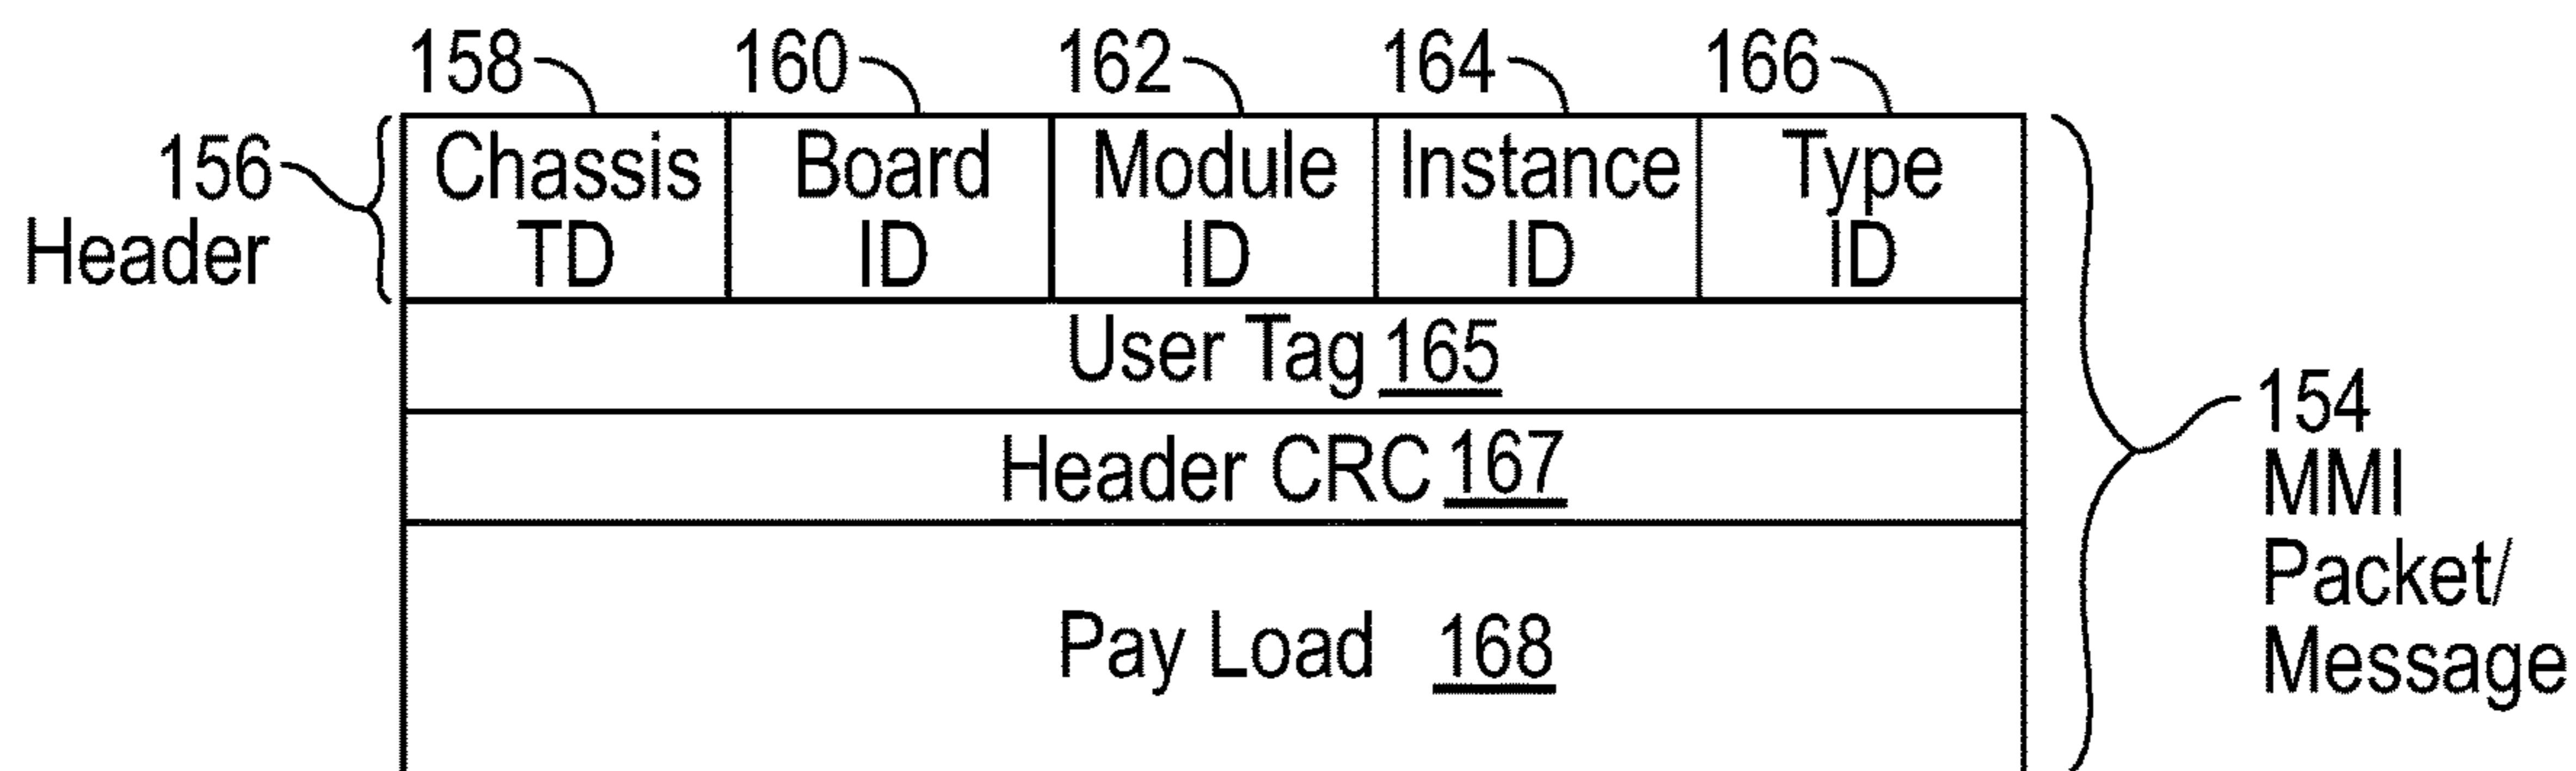 158 160 162 164 166
156
Header
Chassis TD
Board ID
Module ID
Instance ID
Type ID
User Tag 165
Header CRC 167
Pay Load 168
154
MMI
Packet/
Message